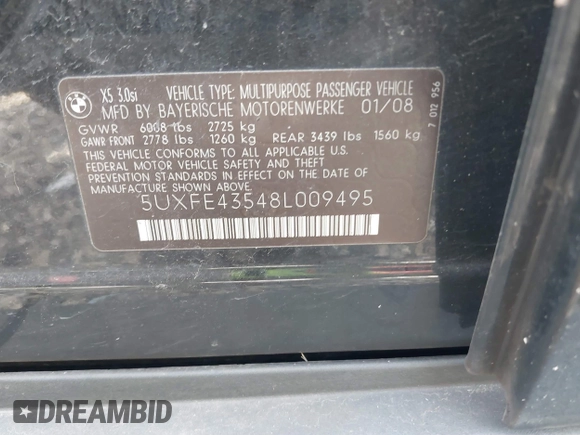 BMW
X5 3.0si VEHICLE TYPE: MULTIPURPOSE PASSENGER VEHICLE
MFD BY BAYERISCHE MOTORENWERKE 01/08
GVWR 6008 lbs 2725 kg
GAWR FRONT 2778 lbs 1260 kg REAR 3439 lbs 1560 kg
THIS VEHICLE CONFORMS TO ALL APPLICABLE U.S.
FEDERAL MOTOR VEHICLE SAFETY AND THEFT PREVENTION
STANDARDS IN EFFECT ON THE DATE OF
MANUFACTURE SHOWN ABOVE.
5UXFE43548L009495
7 012 956
DREAMBID